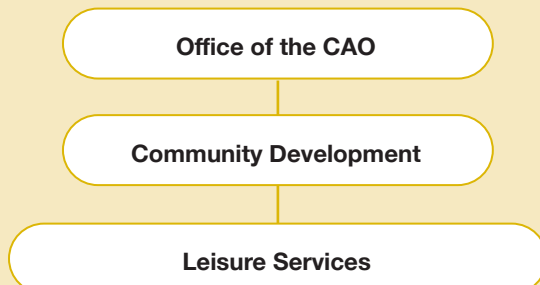 Office of the CAO
Community Development
Leisure Services